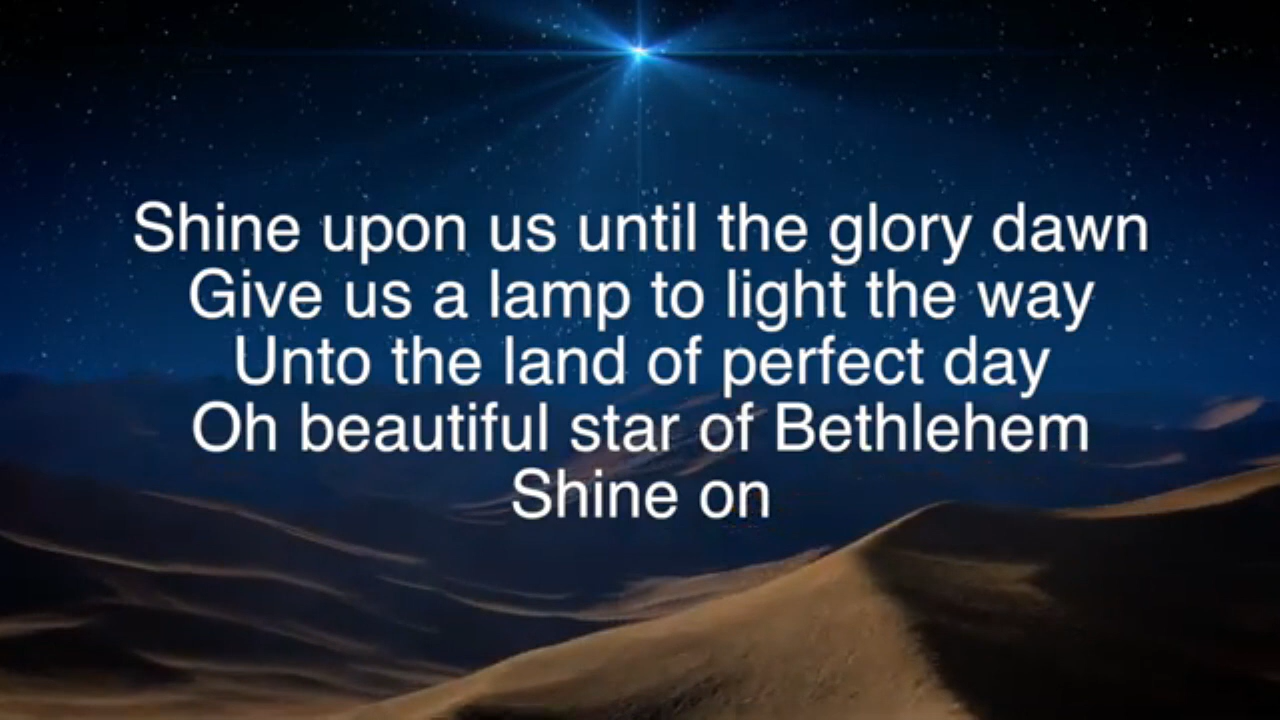 Shine upon us until the glory dawn
Give us a lamp to light the way
Unto the land of perfect day
Oh beautiful star of Bethlehem
Shine on